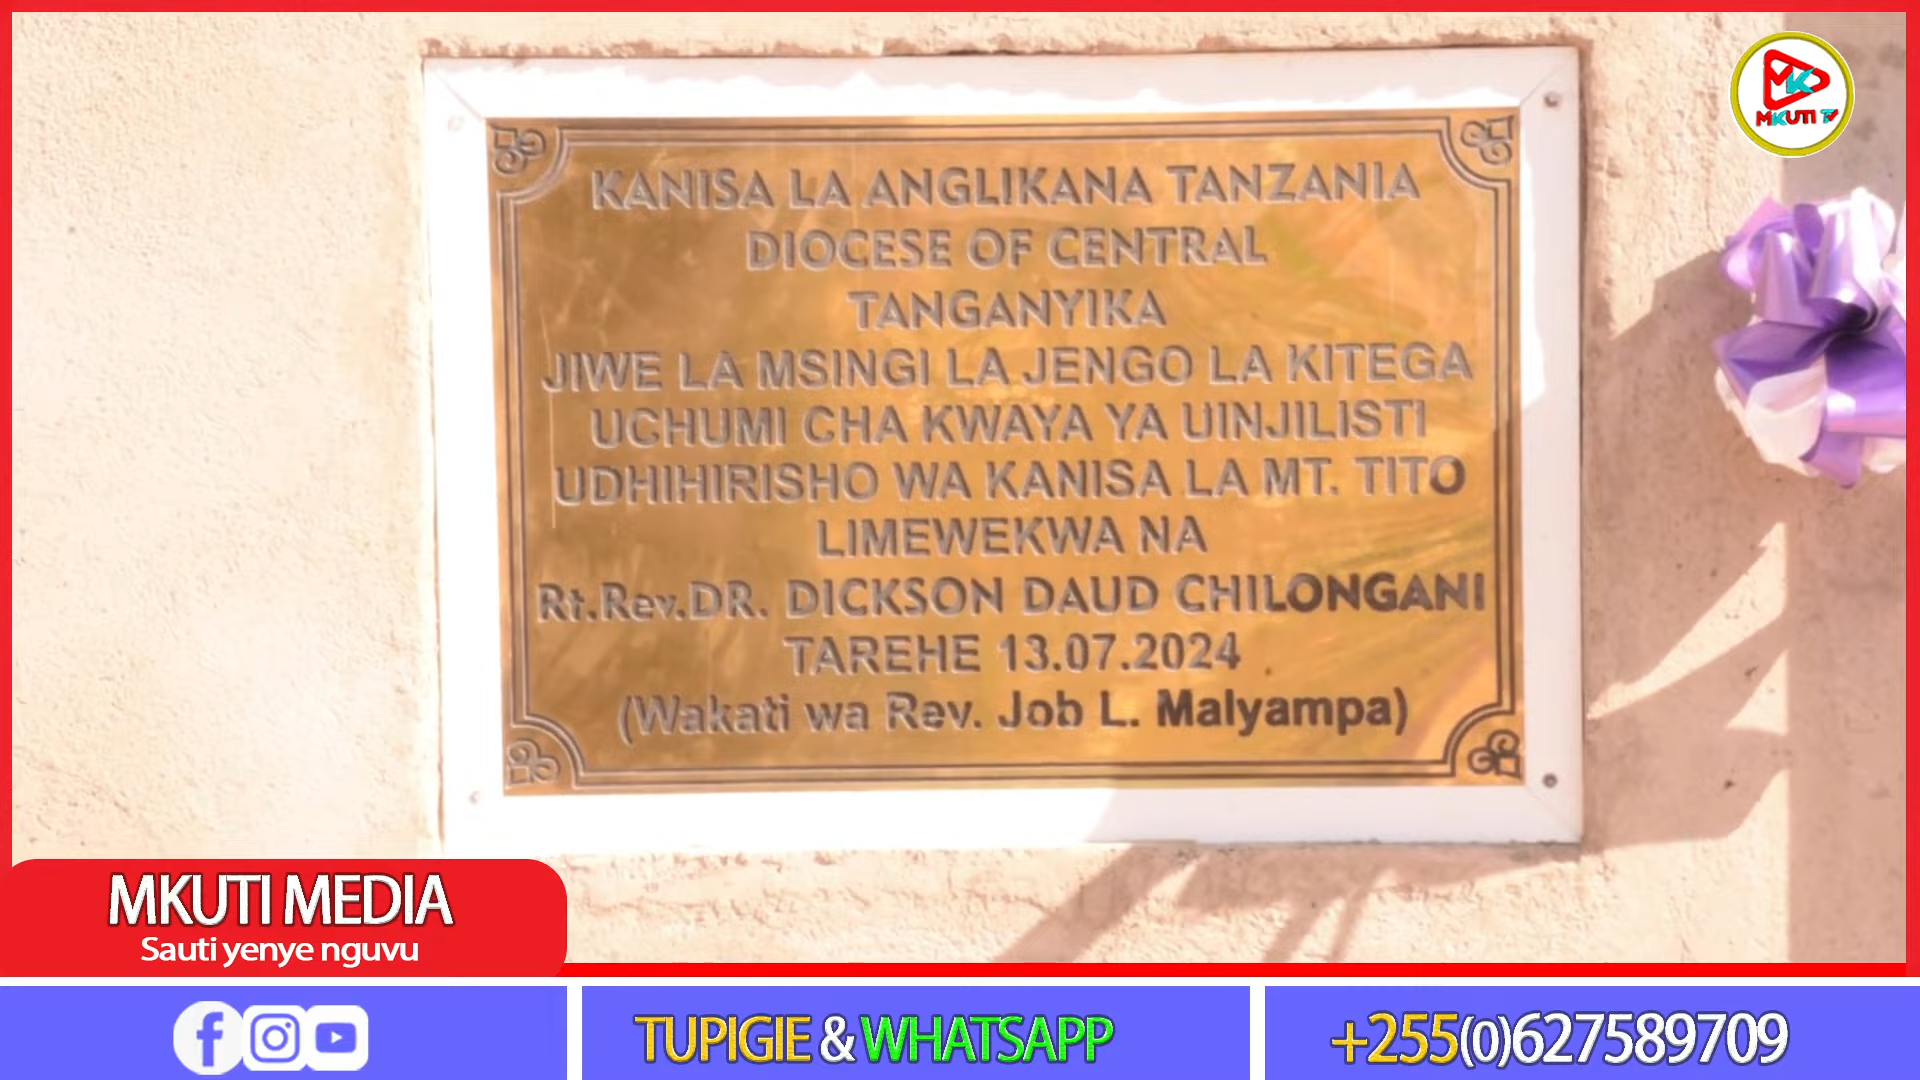 MKUTI TV
KANISA LA ANGLIKANA TANZANIA
DIOCESE OF CENTRAL
TANGANYIKA
JIWE LA MSINGI LA JENGO LA KITEGA
UCHUMI CHA KWAYA YA UINJILISTI
UDHIHIRISHO WA KANISA LA MT. TITO
LIMEWEKWA NA
Rt.Rev.DR. DICKSON DAUD CHILONGANI
TAREHE 13.07.2024
(Wakati wa Rev. Job L. Malyampa)
MKUTI MEDIA
Sauti yenye nguvu
TUPIGIE & WHATSAPP
+255(0)627589709